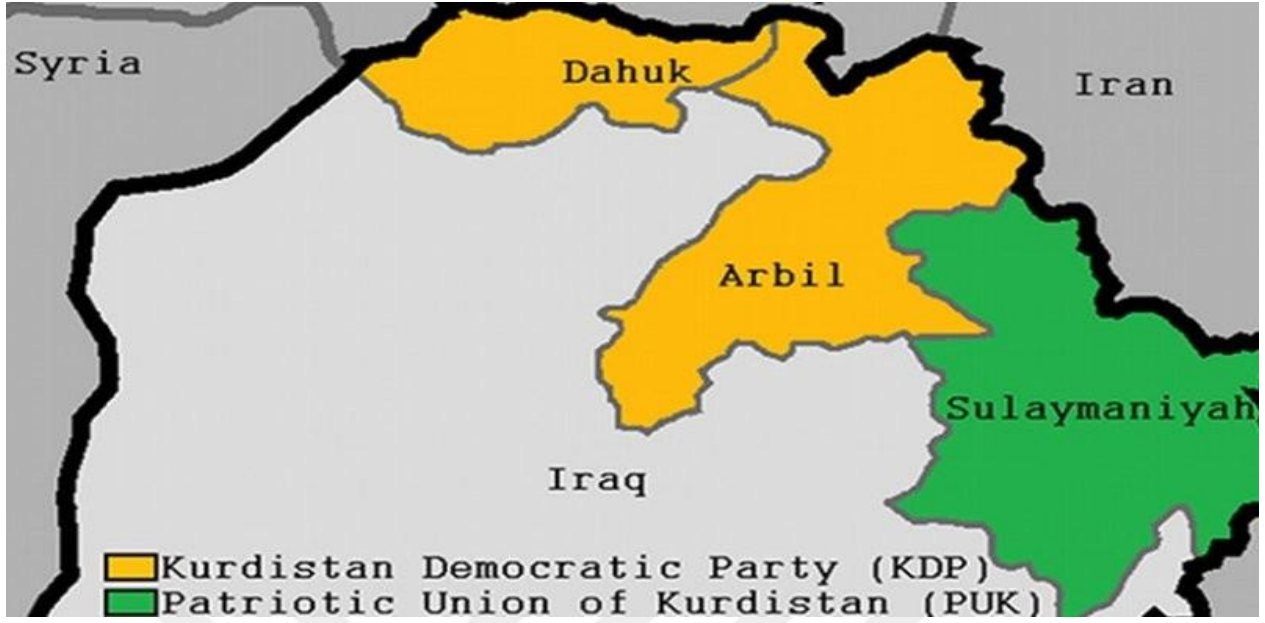 Syria
Dahuk
Iran
Arbil
Sulaymaniyah
Iraq
Kurdistan Democratic Party (KDP)
Patriotic Union of Kurdistan (PUK)